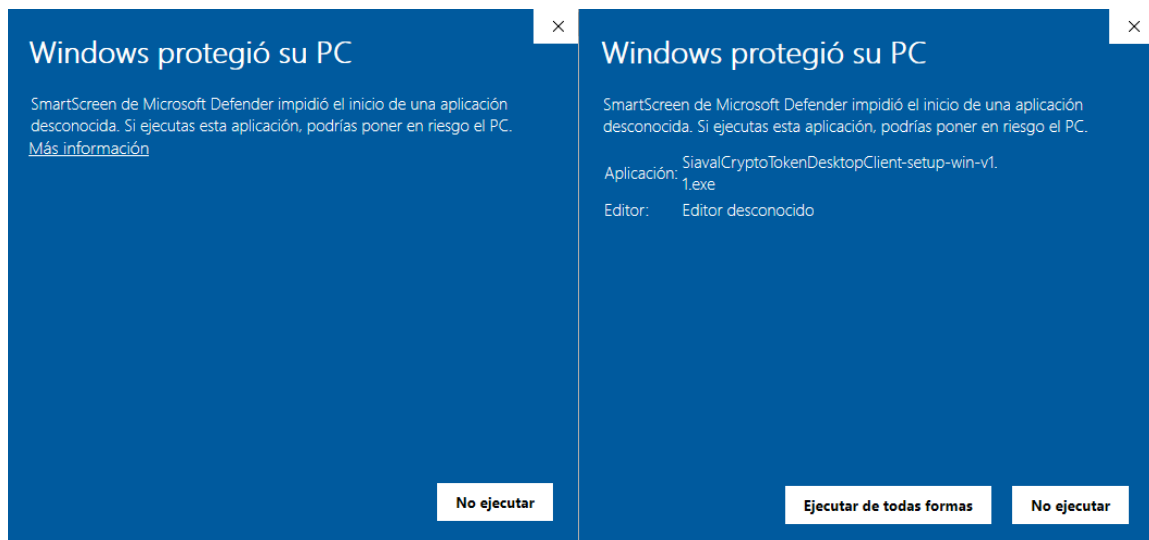 Windows protegió su PC
SmartScreen de Microsoft Defender impidió el inicio de una aplicación
desconocida. Si ejecutas esta aplicación, podrías poner en riesgo el PC.
Más información
No ejecutar
Windows protegió su PC
SmartScreen de Microsoft Defender impidió el inicio de una aplicación
desconocida. Si ejecutas esta aplicación, podrías poner en riesgo el PC.
Aplicación: SiavalCryptoTokenDesktopClient-setup-win-v1.
1.exe
Editor: Editor desconocido
Ejecutar de todas formas No ejecutar